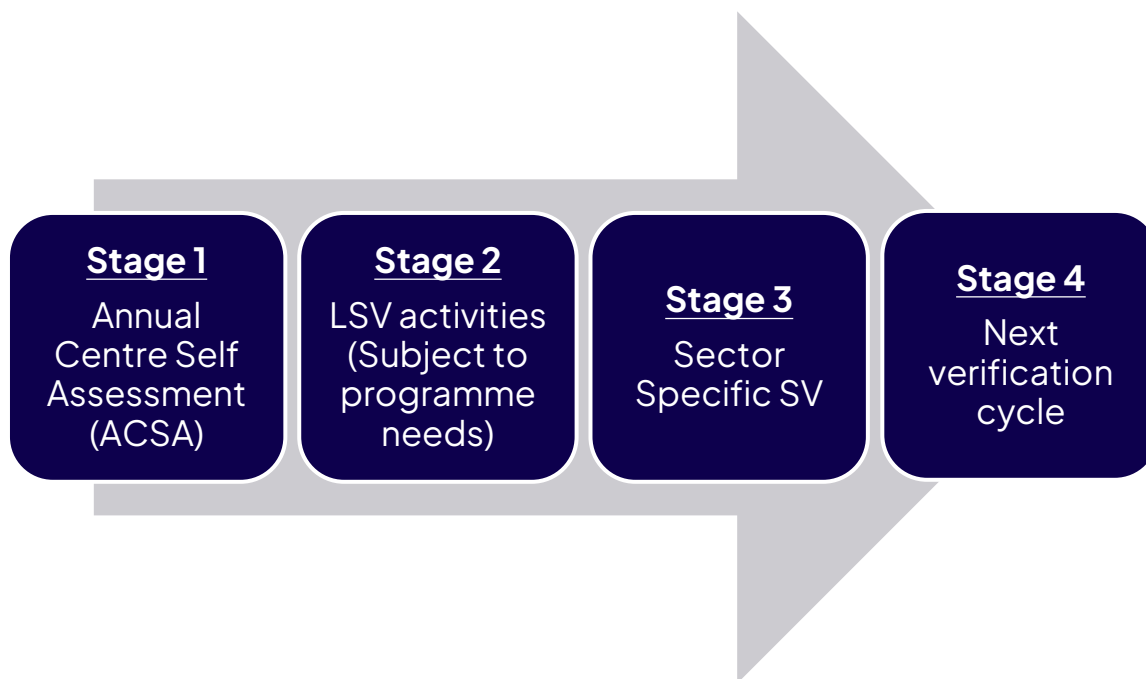 Stage 1
Annual
Centre Self
Assessment
(ACSA)
Stage 2
LSV activities
(Subject to
programme
needs)
Stage 3
Sector
Specific SV
Stage 4
Next
verification
cycle